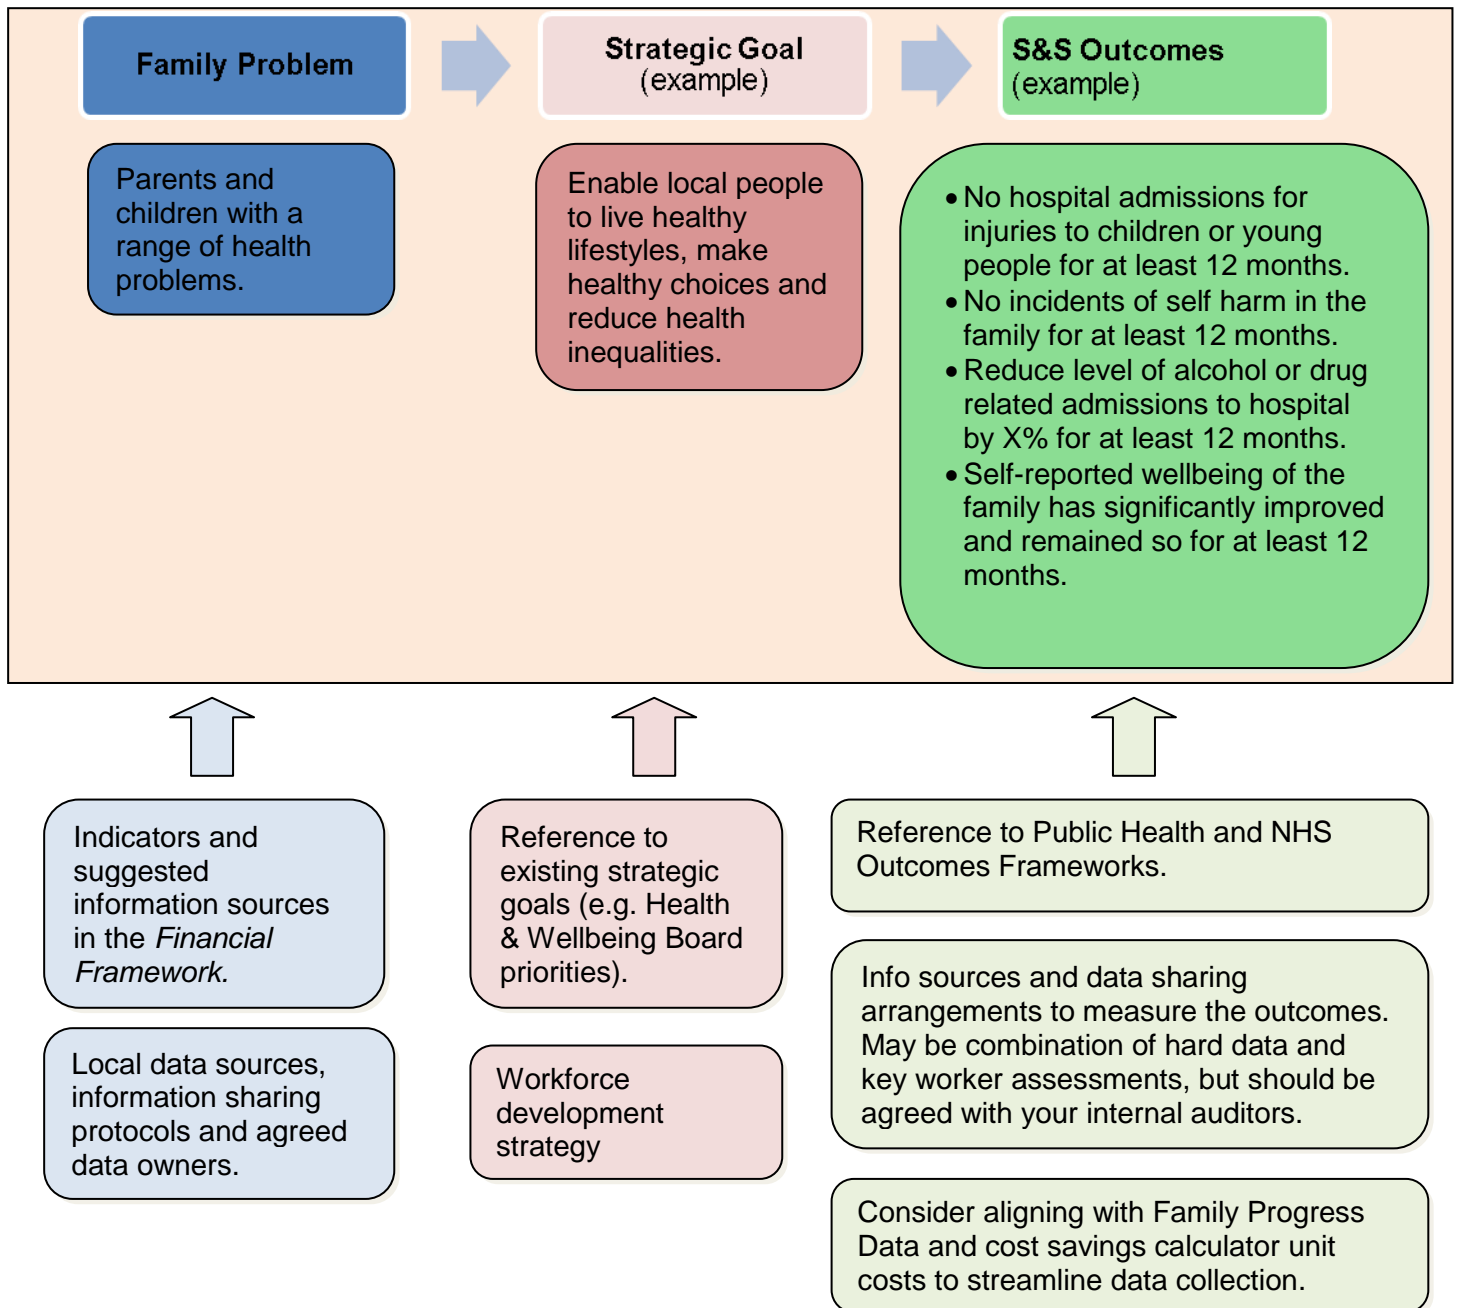 Family Problem
Strategic Goal
(example)
S&S Outcomes
(example)
Parents and
children with a
range of health
problems.
Enable local people
to live healthy
lifestyles, make
healthy choices and
reduce health
inequalities.
• No hospital admissions for
injuries to children or young
people for at least 12 months.
• No incidents of self harm in the
family for at least 12 months.
• Reduce level of alcohol or drug
related admissions to hospital
by X% for at least 12 months.
• Self-reported wellbeing of the
family has significantly improved
and remained so for at least 12
months.
Indicators and
suggested
information sources
in the Financial
Framework.
Local data sources,
information sharing
protocols and agreed
data owners.
Reference to
existing strategic
goals (e.g. Health
& Wellbeing Board
priorities).
Workforce
development
strategy
Reference to Public Health and NHS
Outcomes Frameworks.
Info sources and data sharing
arrangements to measure the outcomes.
May be combination of hard data and
key worker assessments, but should be
agreed with your internal auditors.
Consider aligning with Family Progress
Data and cost savings calculator unit
costs to streamline data collection.